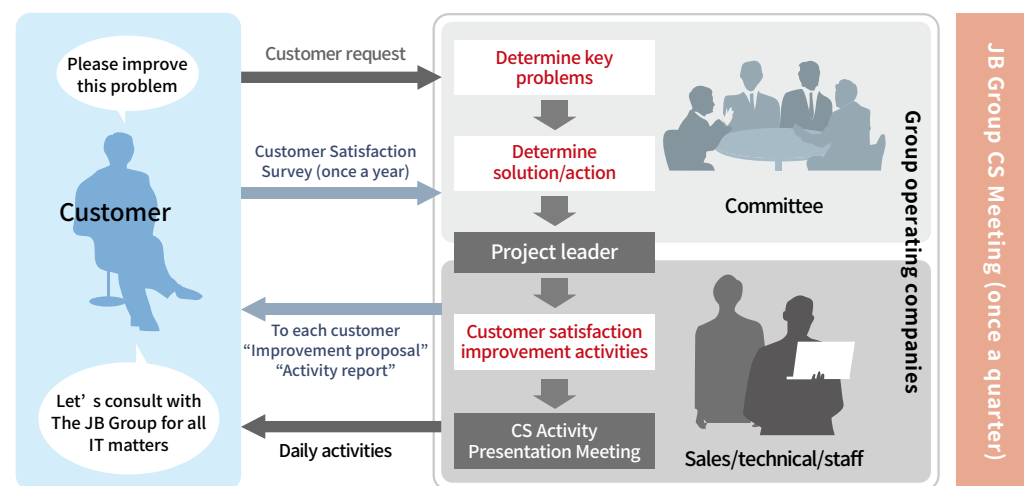 Please improve
this problem
Customer
Let’ s consult with
The JB Group for all
IT matters
Customer request
Customer Satisfaction
Survey (once a year)
To each customer
“Improvement proposal”
“Activity report”
Daily activities
Determine key
problems
Determine
solution/action
Project leader
Customer satisfaction
improvement activities
CS Activity
Presentation Meeting
Committee
Sales/technical/staff
Group operating companies
JB Group CS Meeting (once a quarter)